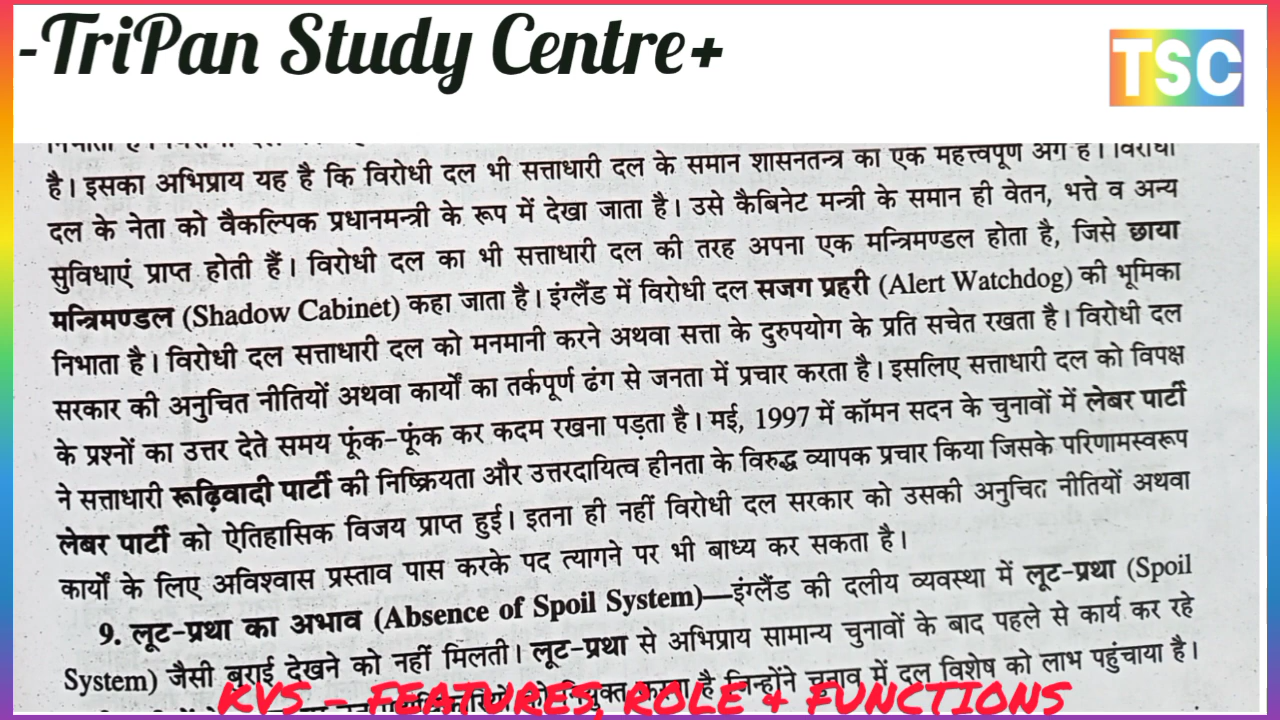 -TriPan Study Centre+
TSC
है। इसका अभिप्राय यह है कि विरोधी दल भी सत्ताधारी दल के समान शासनतन्त्र का एक महत्त्वपूर्ण अंग है। विरोधी
दल के नेता को वैकल्पिक प्रधानमन्त्री के रूप में देखा जाता है। उसे कैबिनेट मन्त्री के समान ही वेतन, भत्ते व अन्य
सुविधाएं प्राप्त होती हैं। विरोधी दल का भी सत्ताधारी दल की तरह अपना एक मन्त्रिमण्डल होता है, जिसे छाया
मन्त्रिमण्डल (Shadow Cabinet) कहा जाता है। इंग्लैंड में विरोधी दल सजग प्रहरी (Alert Watchdog) की भूमिका
निभाता है। विरोधी दल सत्ताधारी दल को मनमानी करने अथवा सत्ता के दुरुपयोग के प्रति सचेत रखता है। विरोधी दल
सरकार की अनुचित नीतियों अथवा कार्यों का तर्कपूर्ण ढंग से जनता में प्रचार करता है। इसलिए सत्ताधारी दल को विपक्ष
के प्रश्नों का उत्तर देते समय फूंक-फूंक कर कदम रखना पड़ता है। मई, 1997 में कॉमन सदन के चुनावों में लेबर पार्टी
ने सत्ताधारी रूढ़िवादी पार्टी की निष्क्रियता और उत्तरदायित्व हीनता के विरुद्ध व्यापक प्रचार किया जिसके परिणामस्वरूप
लेबर पार्टी को ऐतिहासिक विजय प्राप्त हुई। इतना ही नहीं विरोधी दल सरकार को उसकी अनुचित नीतियों अथवा
कार्यों के लिए अविश्वास प्रस्ताव पास करके पद त्यागने पर भी बाध्य कर सकता है।
9. लूट-प्रथा का अभाव (Absence of Spoil System)—इंग्लैंड की दलीय व्यवस्था में लूट-प्रथा (Spoil
System) जैसी बुराई देखने को नहीं मिलती। लूट-प्रथा से अभिप्राय सामान्य चुनावों के बाद पहले से कार्य कर रहे
नियुक्त करना है जिन्होंने चुनाव में दल विशेष को लाभ पहुंचाया है।
KVS - FEATURES, ROLE + FUNCTIONS